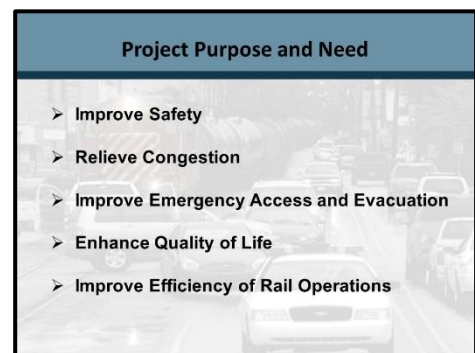 Project Purpose and Need
➢ Improve Safety
➢ Relieve Congestion
➢ Improve Emergency Access and Evacuation
➢ Enhance Quality of Life
➢ Improve Efficiency of Rail Operations